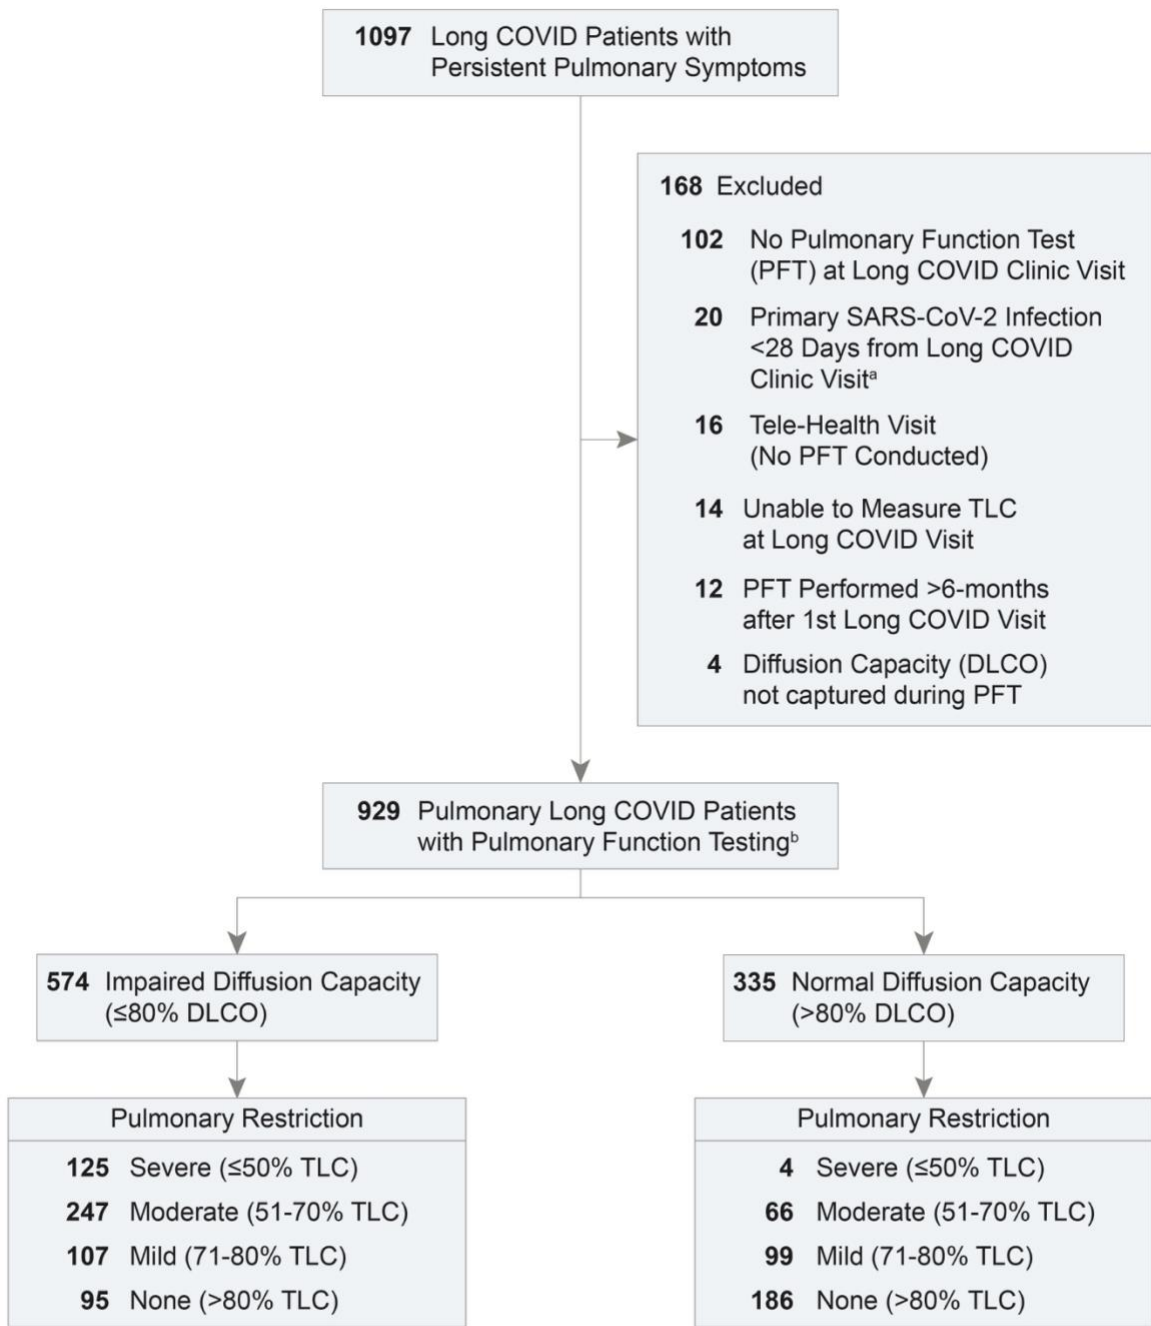 1097 Long COVID Patients with
Persistent Pulmonary Symptoms
168 Excluded
102 No Pulmonary Function Test
(PFT) at Long COVID Clinic Visit
20 Primary SARS-CoV-2 Infection
<28 Days from Long COVID
Clinic Visitᵃ
16 Tele-Health Visit
(No PFT Conducted)
14 Unable to Measure TLC
at Long COVID Visit
12 PFT Performed >6-months
after 1st Long COVID Visit
4 Diffusion Capacity (DLCO)
not captured during PFT
929 Pulmonary Long COVID Patients
with Pulmonary Function Testingᵇ
574 Impaired Diffusion Capacity
(≤80% DLCO)
335 Normal Diffusion Capacity
(>80% DLCO)
Pulmonary Restriction
125 Severe (≤50% TLC)
247 Moderate (51-70% TLC)
107 Mild (71-80% TLC)
95 None (>80% TLC)
Pulmonary Restriction
4 Severe (≤50% TLC)
66 Moderate (51-70% TLC)
99 Mild (71-80% TLC)
186 None (>80% TLC)